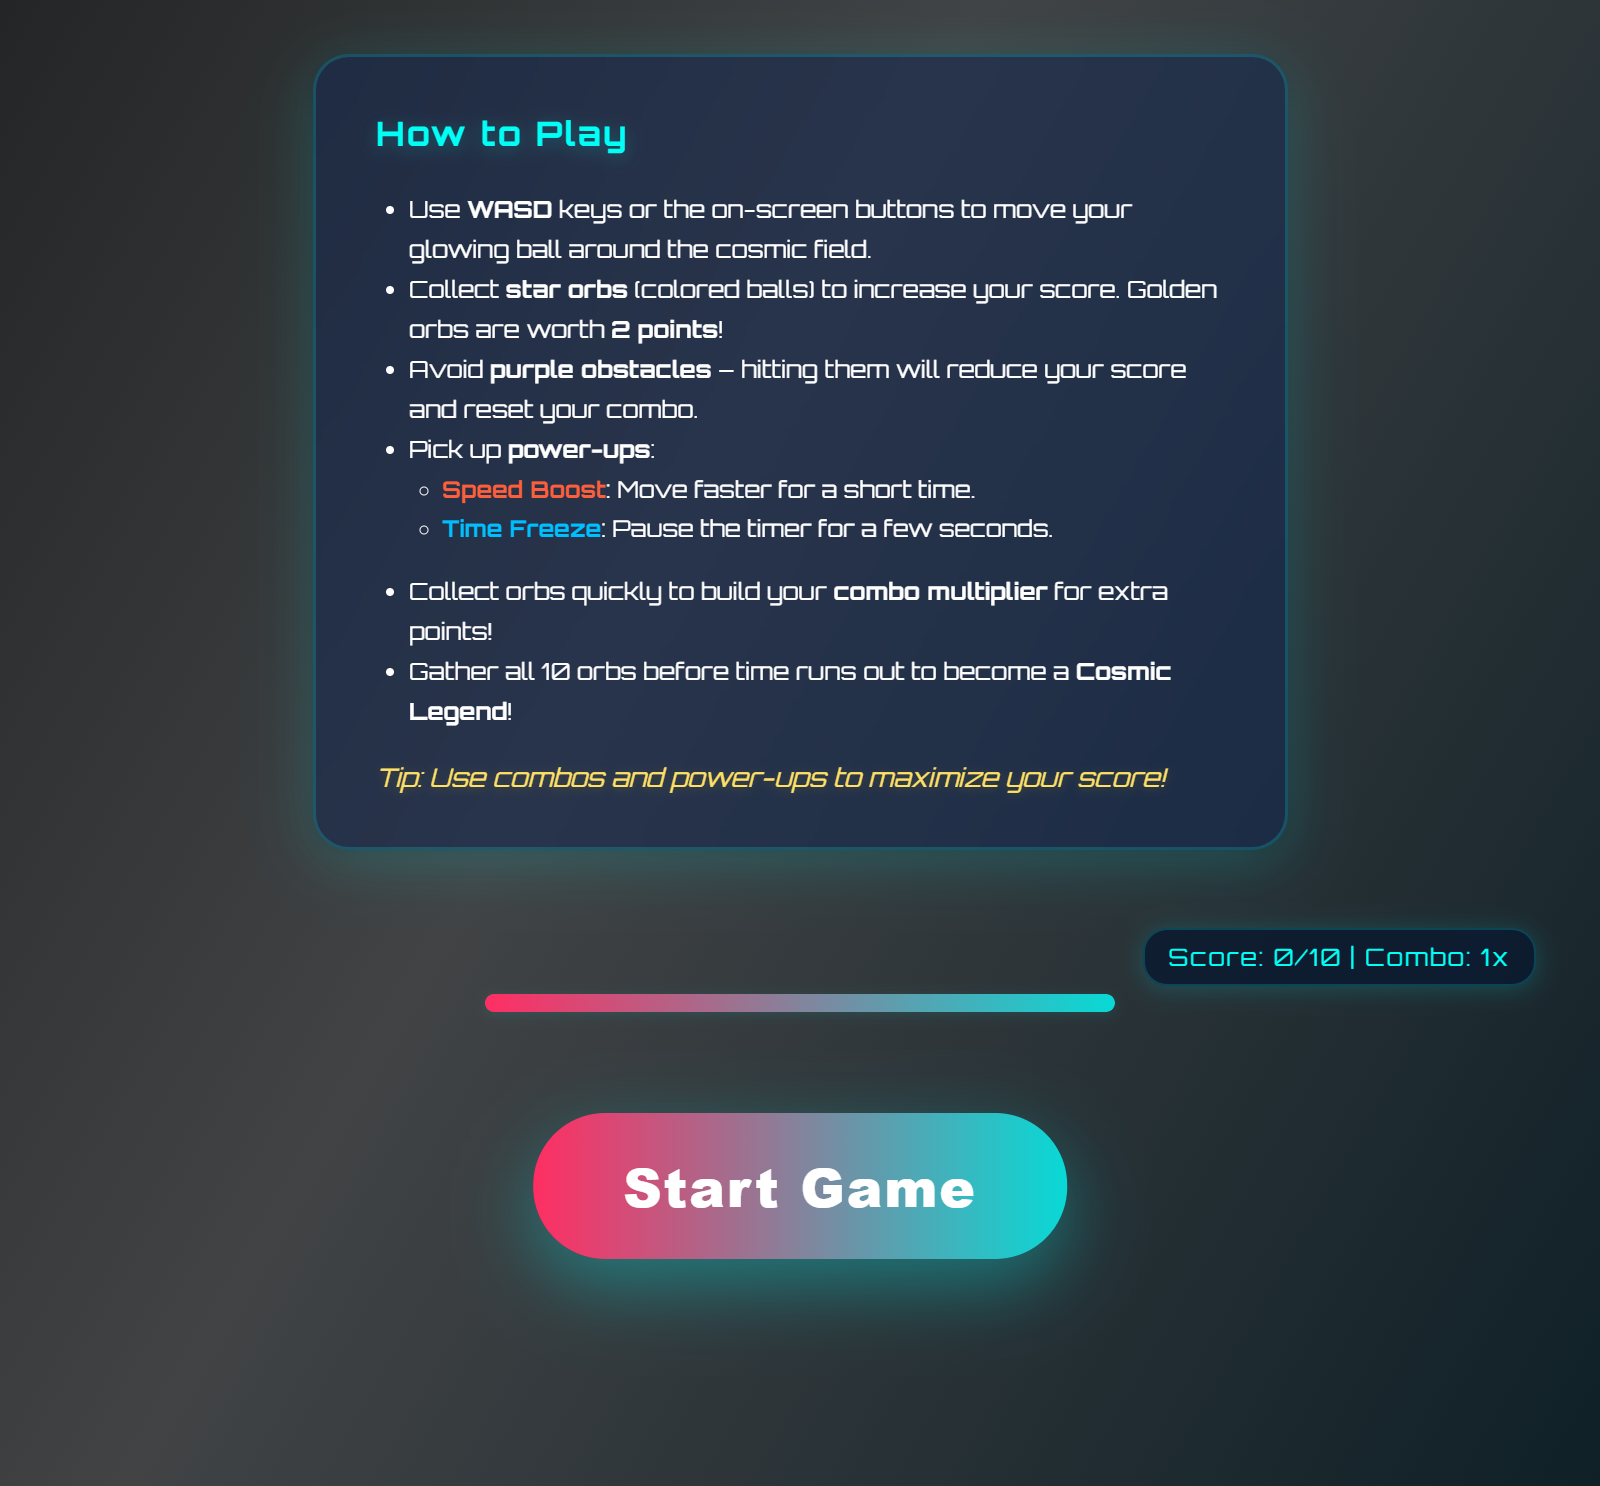 How to Play
Use WASD keys or the on-screen buttons to move your
glowing ball around the cosmic field.
Collect star orbs (colored balls) to increase your score. Golden
orbs are worth 2 points!
Avoid purple obstacles – hitting them will reduce your score
and reset your combo.
Pick up power-ups:
Speed Boost: Move faster for a short time.
Time Freeze: Pause the timer for a few seconds.
Collect orbs quickly to build your combo multiplier for extra
points!
Gather all 10 orbs before time runs out to become a Cosmic
Legend!
Tip: Use combos and power-ups to maximize your score!
Score: 0/10 | Combo: 1x
Start Game